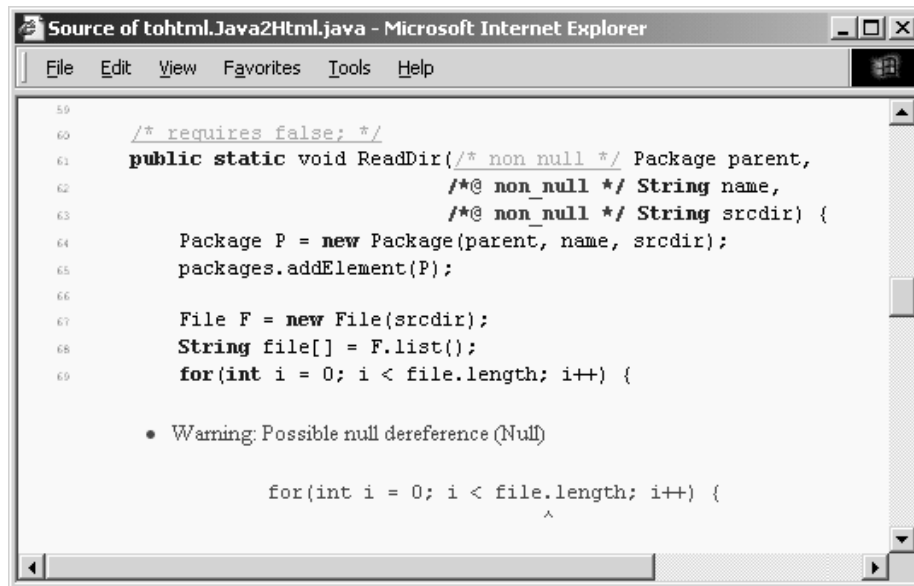 Source of tohtml.Java2Html.java - Microsoft Internet Explorer
File Edit View Favorites Tools Help
59
60 /* requires false; */
61 public static void ReadDir(/* non null */ Package parent,
62 /*@ non_null */ String name,
63 /*@ non_null */ String srcdir) {
64 Package P = new Package(parent, name, srcdir);
65 packages.addElement(P);
66
67 File F = new File(srcdir);
68 String file[] = F.list();
69 for(int i = 0; i < file.length; i++) {
• Warning: Possible null dereference (Null)
for(int i = 0; i < file.length; i++) {
^